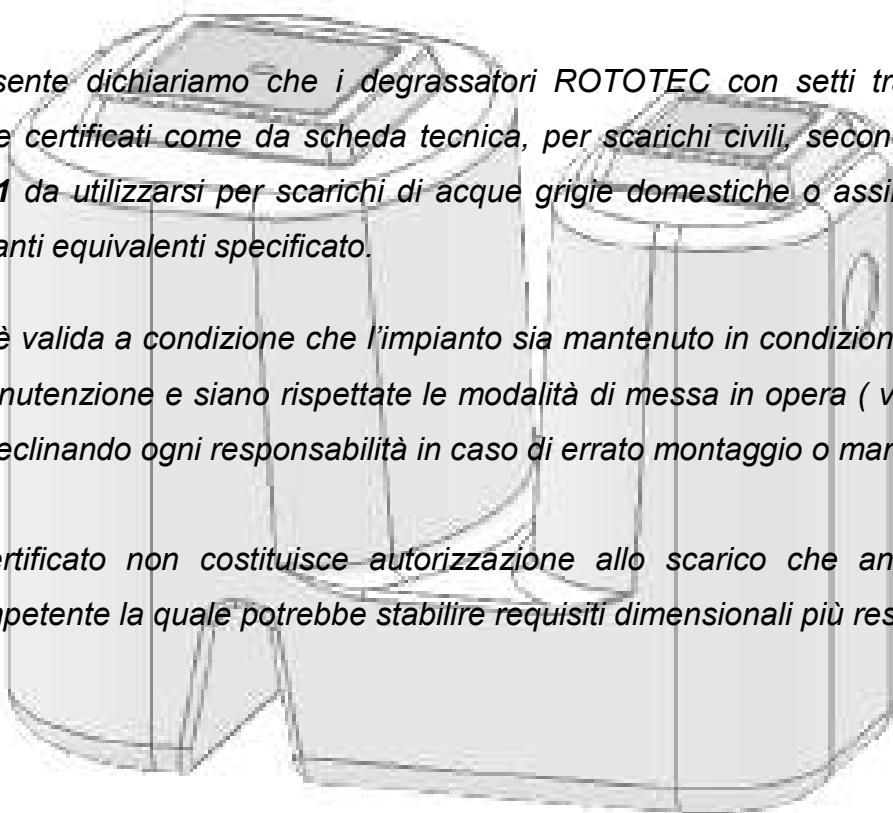 sente dichiariamo che i degrassatori ROTOTEC con setti tra
e certificati come da scheda tecnica, per scarichi civili, secon
1 da utilizzarsi per scarichi di acque grigie domestiche o assi
anti equivalenti specificato.
è valida a condizione che l'impianto sia mantenuto in condizion
nutenzione e siano rispettate le modalità di messa in opera ( v
eclinando ogni responsabilità in caso di errato montaggio o mar
ertificato non costituisce autorizzazione allo scarico che an
mpetente la quale potrebbe stabilire requisiti dimensionali più res